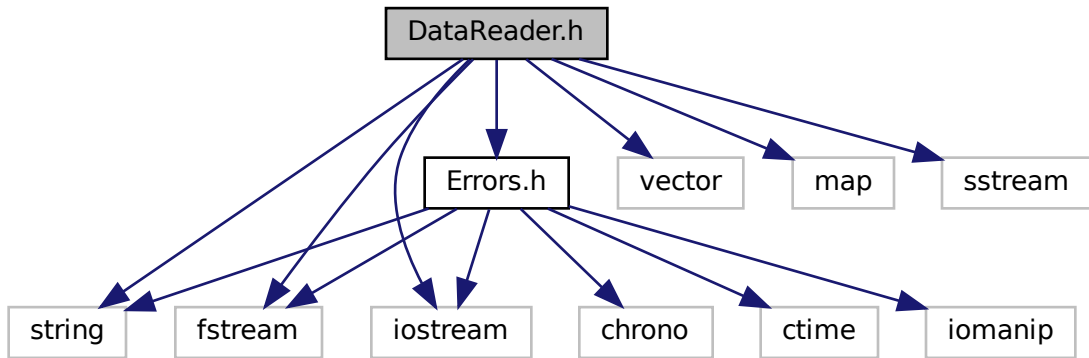 DataReader.h
Errors.h
vector
map
sstream
string
fstream
iostream
chrono
ctime
iomanip